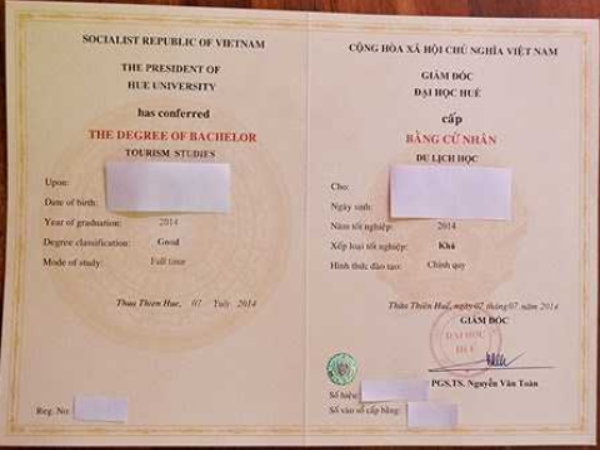 SOCIALIST REPUBLIC OF VIETNAM
THE PRESIDENT OF
HUE UNIVERSITY
has conferred
THE DEGREE OF BACHELOR
TOURISM STUDIES
Upon:
Date of birth:
Year of graduation: 2014
Degree classification: Good
Mode of study: Full time
Thua Thien Hue, 07 Yuly 2014
Reg. No:
CỘNG HÒA XÃ HỘI CHỦ NGHĨA VIỆT NAM
GIÁM ĐỐC
ĐẠI HỌC HUẾ
cấp
BẰNG CỬ NHÂN
DU LỊCH HỌC
Cho:
Ngày sinh:
Năm tốt nghiệp: 2014
Xếp loại tốt nghiệp: Khá
Hình thức đào tạo: Chính quy
Thừa Thiên Huế, ngày 07 tháng 07 năm 2014
GIÁM ĐỐC
ĐẠI HỌC
HUẾ
PGS,TS. Nguyễn Văn Toàn
Số hiệu:
Số vào sổ cấp bằng: